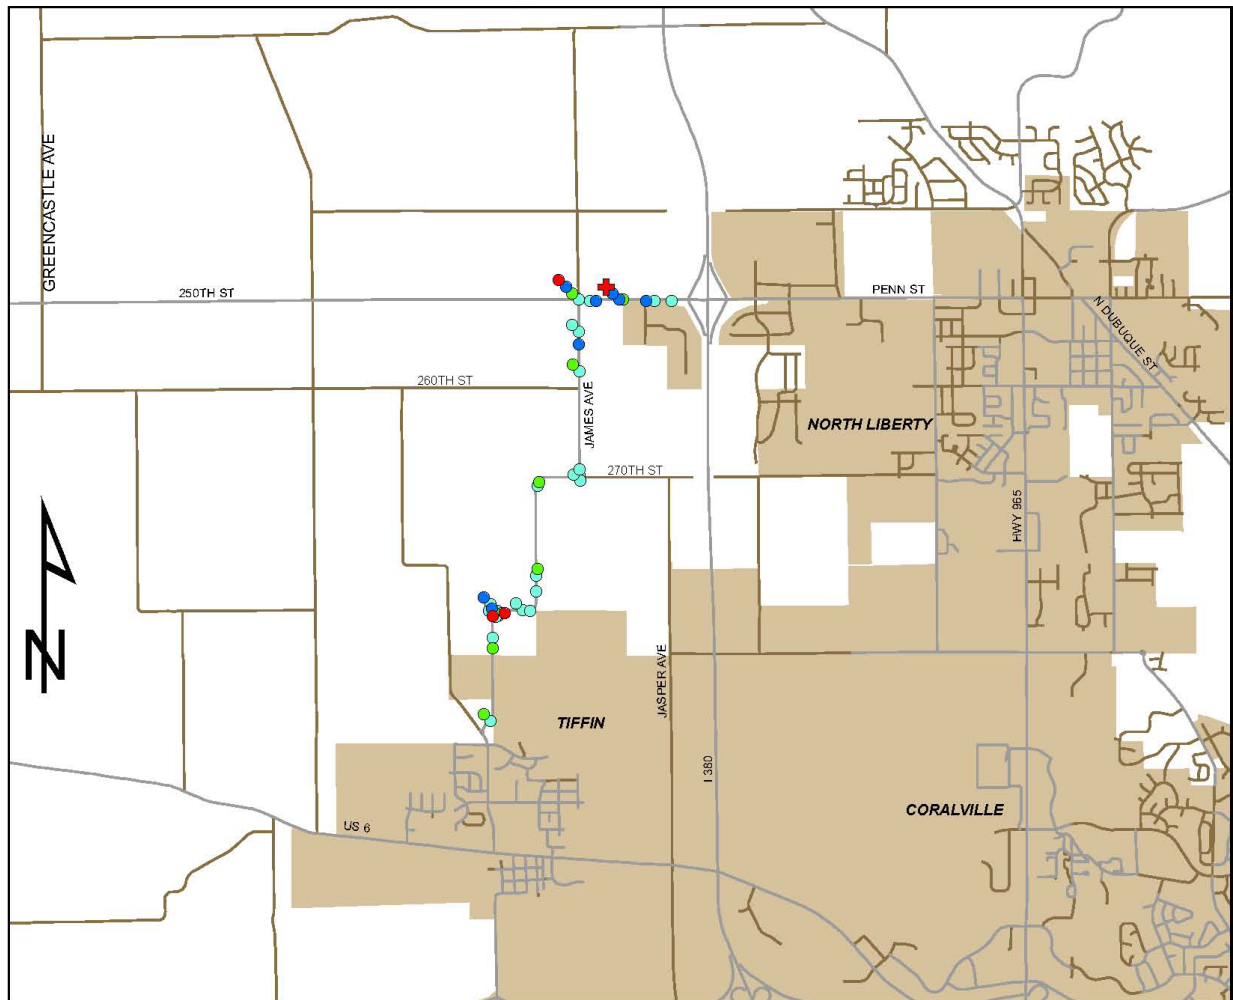 GREENCASTLE AVE
250TH ST
PENN ST
N DUBUQUE ST
260TH ST
JAMES AVE
NORTH LIBERTY
270TH ST
HWY 965
N
JASPER AVE
TIFFIN
I 380
CORALVILLE
US 6